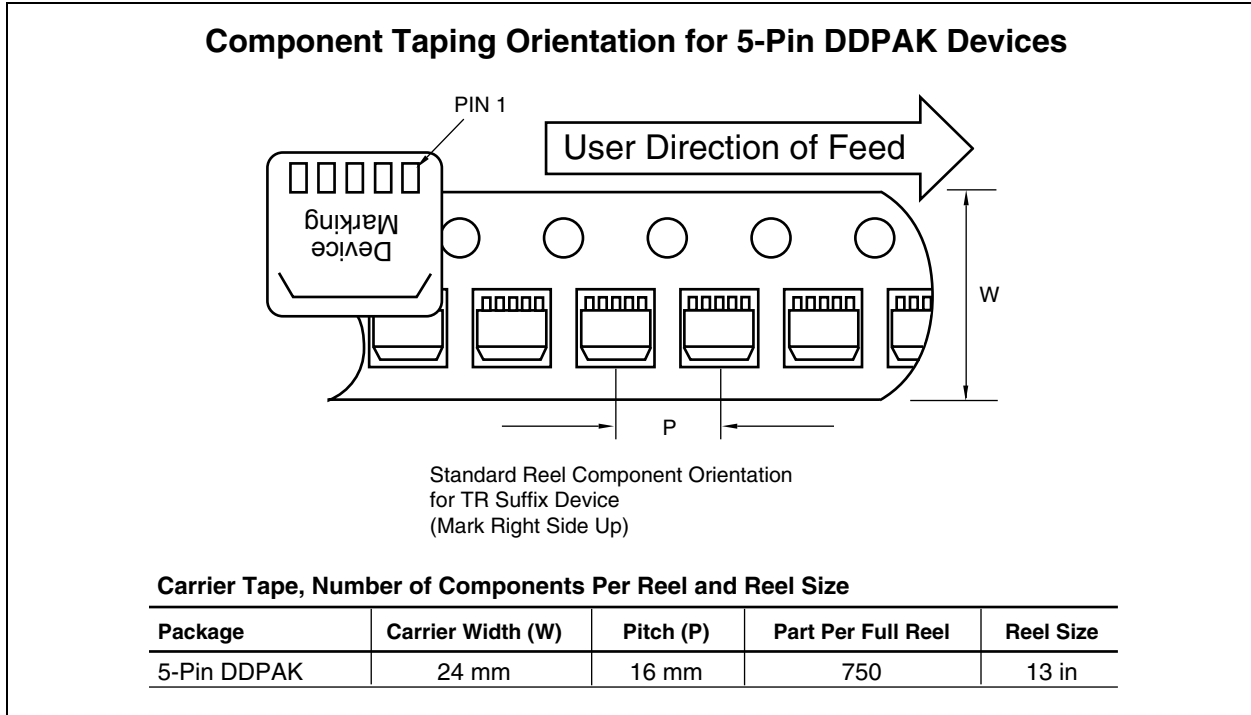 Component Taping Orientation for 5-Pin DDPAK Devices
PIN 1
User Direction of Feed
Device
Marking
W
P
Standard Reel Component Orientation
for TR Suffix Device
(Mark Right Side Up)
Carrier Tape, Number of Components Per Reel and Reel Size
Package Carrier Width (W) Pitch (P) Part Per Full Reel Reel Size
5-Pin DDPAK 24 mm 16 mm 750 13 in